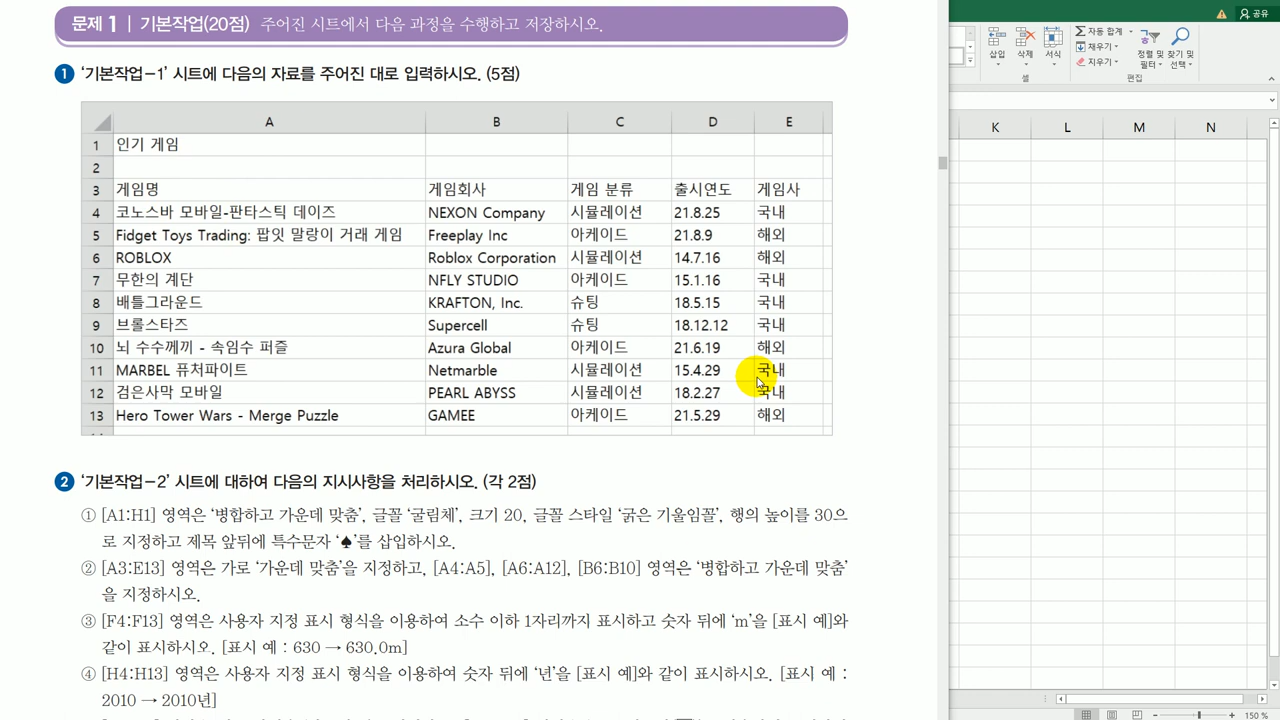 문제 1 | 기본작업(20점) 주어진 시트에서 다음 과정을 수행하고 저장하시오.
1 '기본작업-1' 시트에 다음의 자료를 주어진 대로 입력하시오. (5점)
A B C D E
1 인기 게임
2
3 게임명 게임회사 게임 분류 출시연도 게임사
4 코노스바 모바일-판타스틱 데이즈 NEXON Company 시뮬레이션 21.8.25 국내
5 Fidget Toys Trading: 팝잇 말랑이 거래 게임 Freeplay Inc 아케이드 21.8.9 해외
6 ROBLOX Roblox Corporation 시뮬레이션 14.7.16 해외
7 무한의 계단 NFLY STUDIO 아케이드 15.1.16 국내
8 배틀그라운드 KRAFTON, Inc. 슈팅 18.5.15 국내
9 브롤스타즈 Supercell 슈팅 18.12.12 국내
10 뇌 수수께끼 - 속임수 퍼즐 Azura Global 아케이드 21.6.19 해외
11 MARBEL 퓨처파이트 Netmarble 시뮬레이션 15.4.29 국내
12 검은사막 모바일 PEARL ABYSS 시뮬레이션 18.2.27 국내
13 Hero Tower Wars - Merge Puzzle GAMEE 아케이드 21.5.29 해외
2 '기본작업-2' 시트에 대하여 다음의 지시사항을 처리하시오. (각 2점)
① [A1:H1] 영역은 '병합하고 가운데 맞춤', 글꼴 '굴림체', 크기 20, 글꼴 스타일 '굵은 기울임꼴', 행의 높이를 30으
로 지정하고 제목 앞뒤에 특수문자 '♠'를 삽입하시오.
② [A3:E13] 영역은 가로 '가운데 맞춤'을 지정하고, [A4:A5], [A6:A12], [B6:B10] 영역은 '병합하고 가운데 맞춤'
을 지정하시오.
③ [F4:F13] 영역은 사용자 지정 표시 형식을 이용하여 소수 이하 1자리까지 표시하고 숫자 뒤에 'm'을 [표시 예]와
같이 표시하시오. [표시 예 : 630 → 630.0m]
④ [H4:H13] 영역은 사용자 지정 표시 형식을 이용하여 숫자 뒤에 '년'을 [표시 예]와 같이 표시하시오. [표시 예 :
2010 → 2010년]
공유
삽입 삭제 서식
셀
자동 합계
채우기
지우기
정렬 및 필터
찾기 및 선택
편집
K L M N
150 %